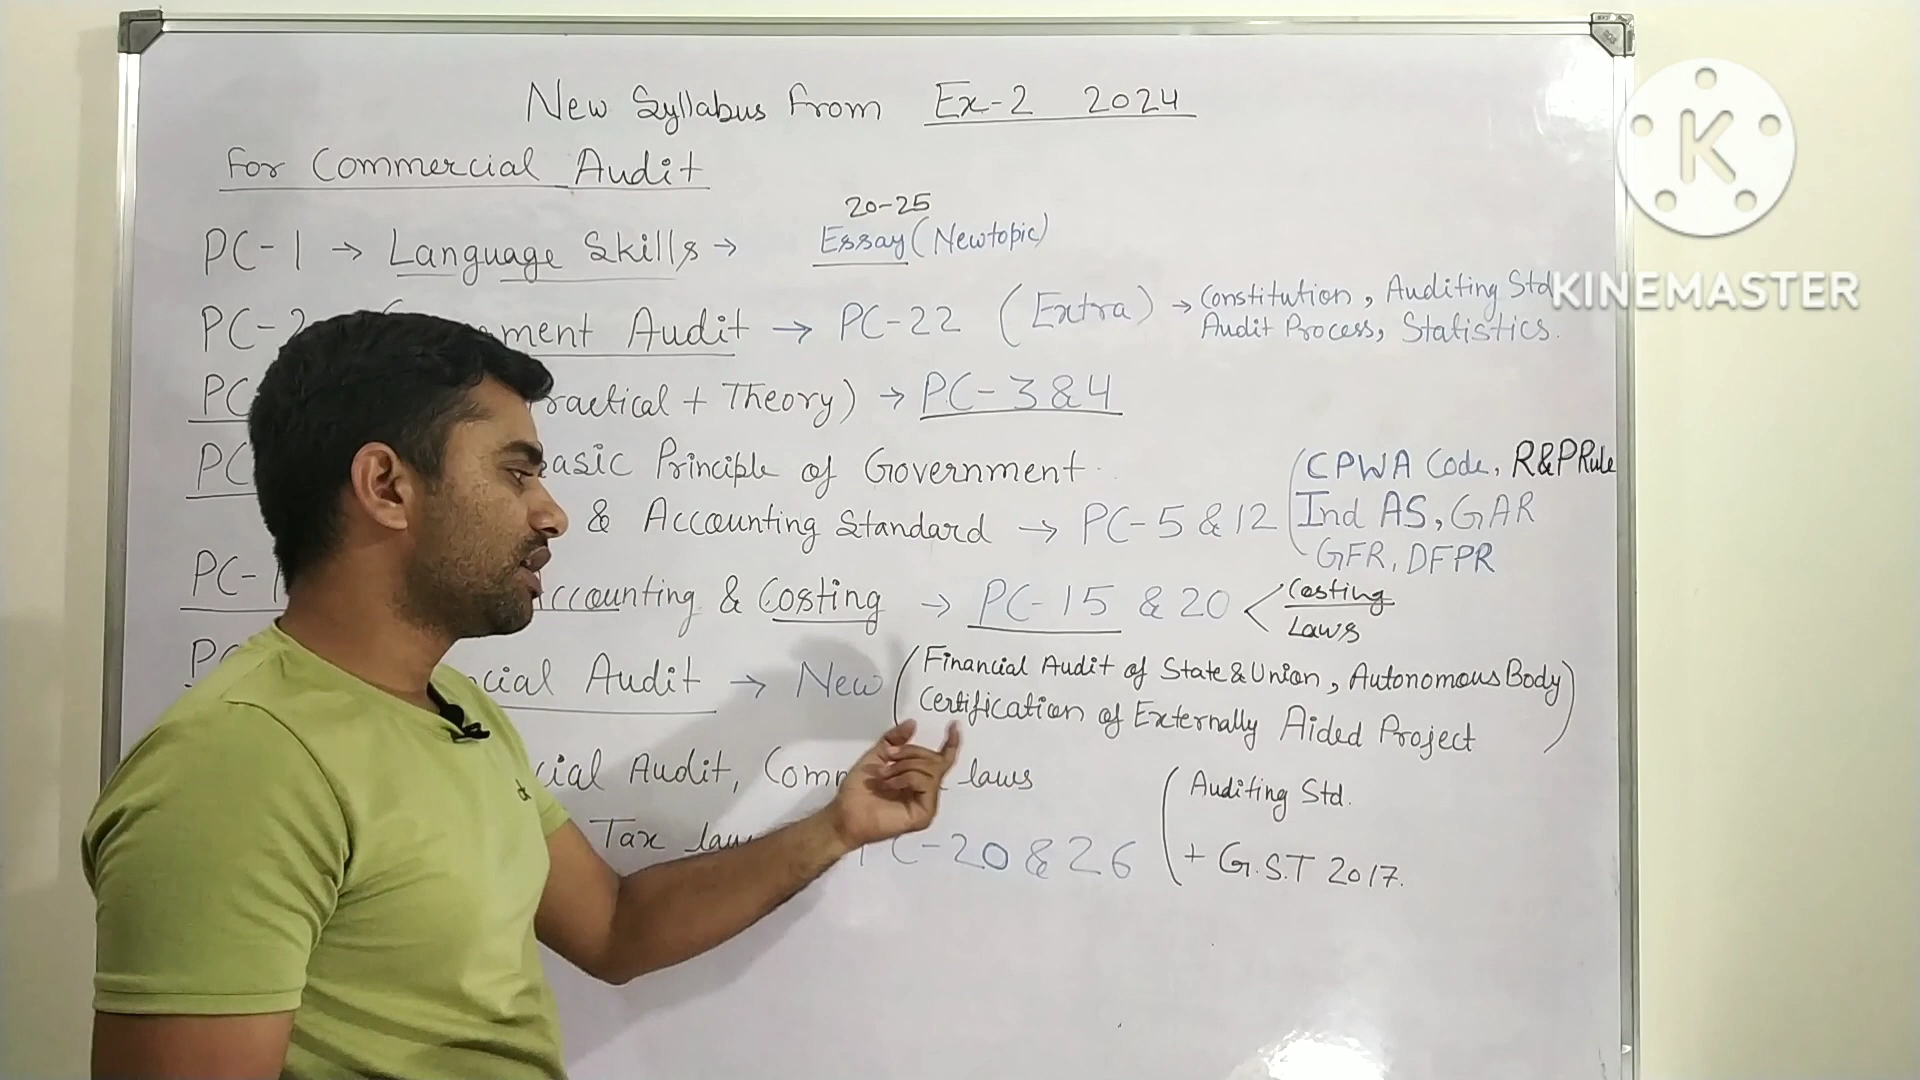 New Syllabus From Ex-2 2024
For Commercial Audit
20-25
PC-1 → Language Skills → Essay (New topic)
PC-2 Audit → PC-22 (Extra) → Constitution, Auditing Std
Audit Process, Statistics.
PC + Theory) → PC-3 & 4
PC Principle of Government
& Accounting Standard → PC-5 & 12
CPWA Code, R&P Rule
Ind AS, GAR
GFR, DFPR
PC-1 & Costing → PC-15 & 20 < Costing
Laws
Audit → New (Financial Audit of State & Union, Autonomous Body
Certification of Externally Aided Project)
Audit, laws
Tax -20 & 26
(Auditing Std.
+ G.S.T 2017.
K
KINEMASTER